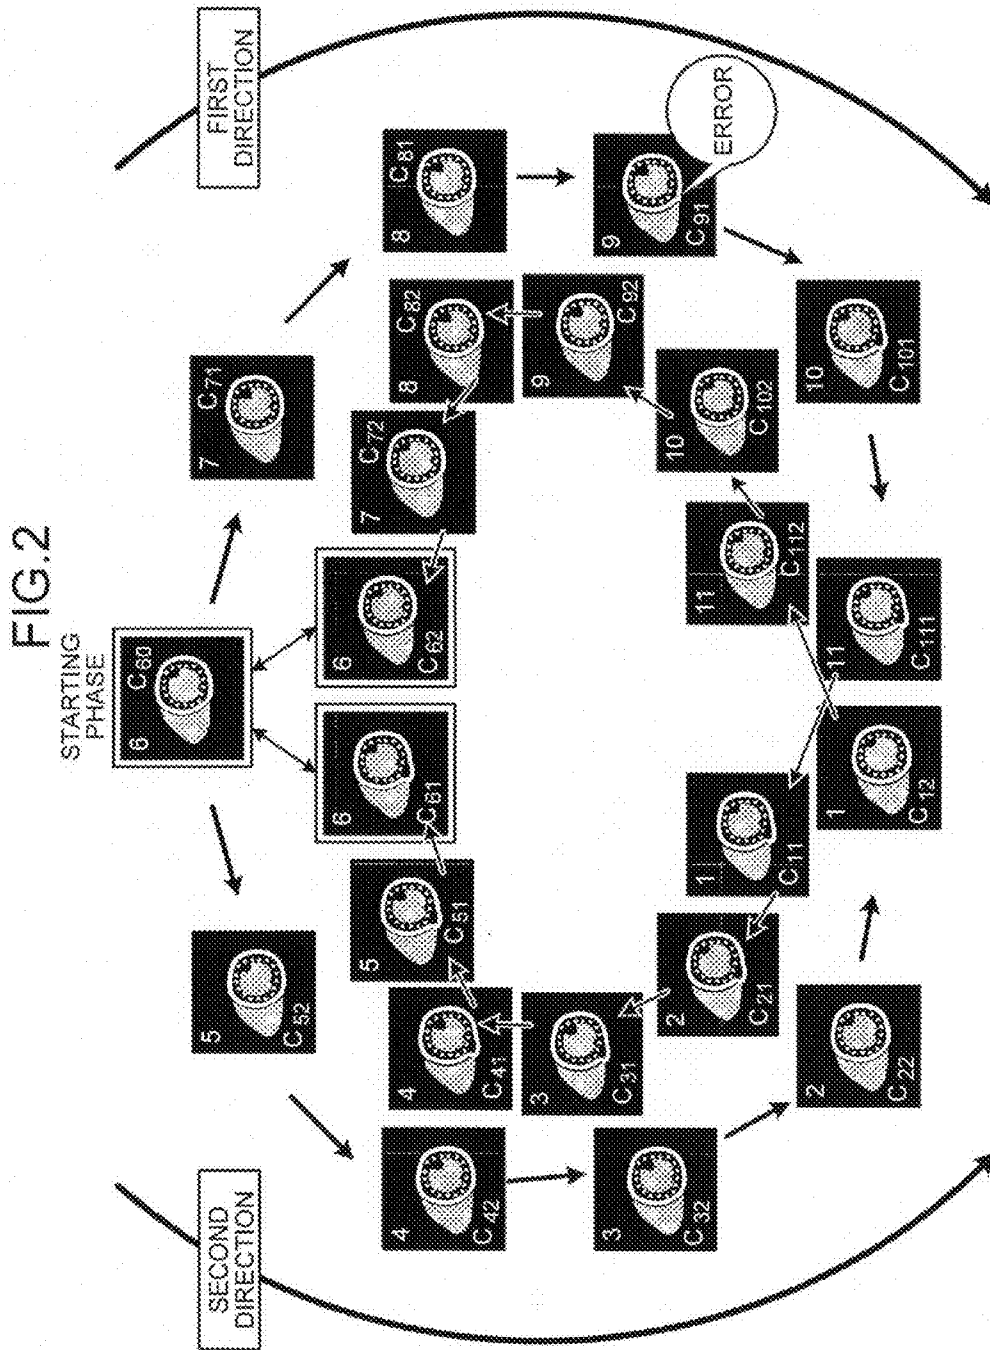 FIG.2
STARTING
PHASE
6 C60
SECOND
DIRECTION
FIRST
DIRECTION
5
C52
7 C71
6
C61
6
C62
5
C51
7 C72
4
C42
4
C41
8 C82
8 C81
3
C32
3
C31
9
C92
9
C91
ERROR
2
C21
1
C11
11
C112
10
C102
2
C22
1
C12
11
C111
10
C101